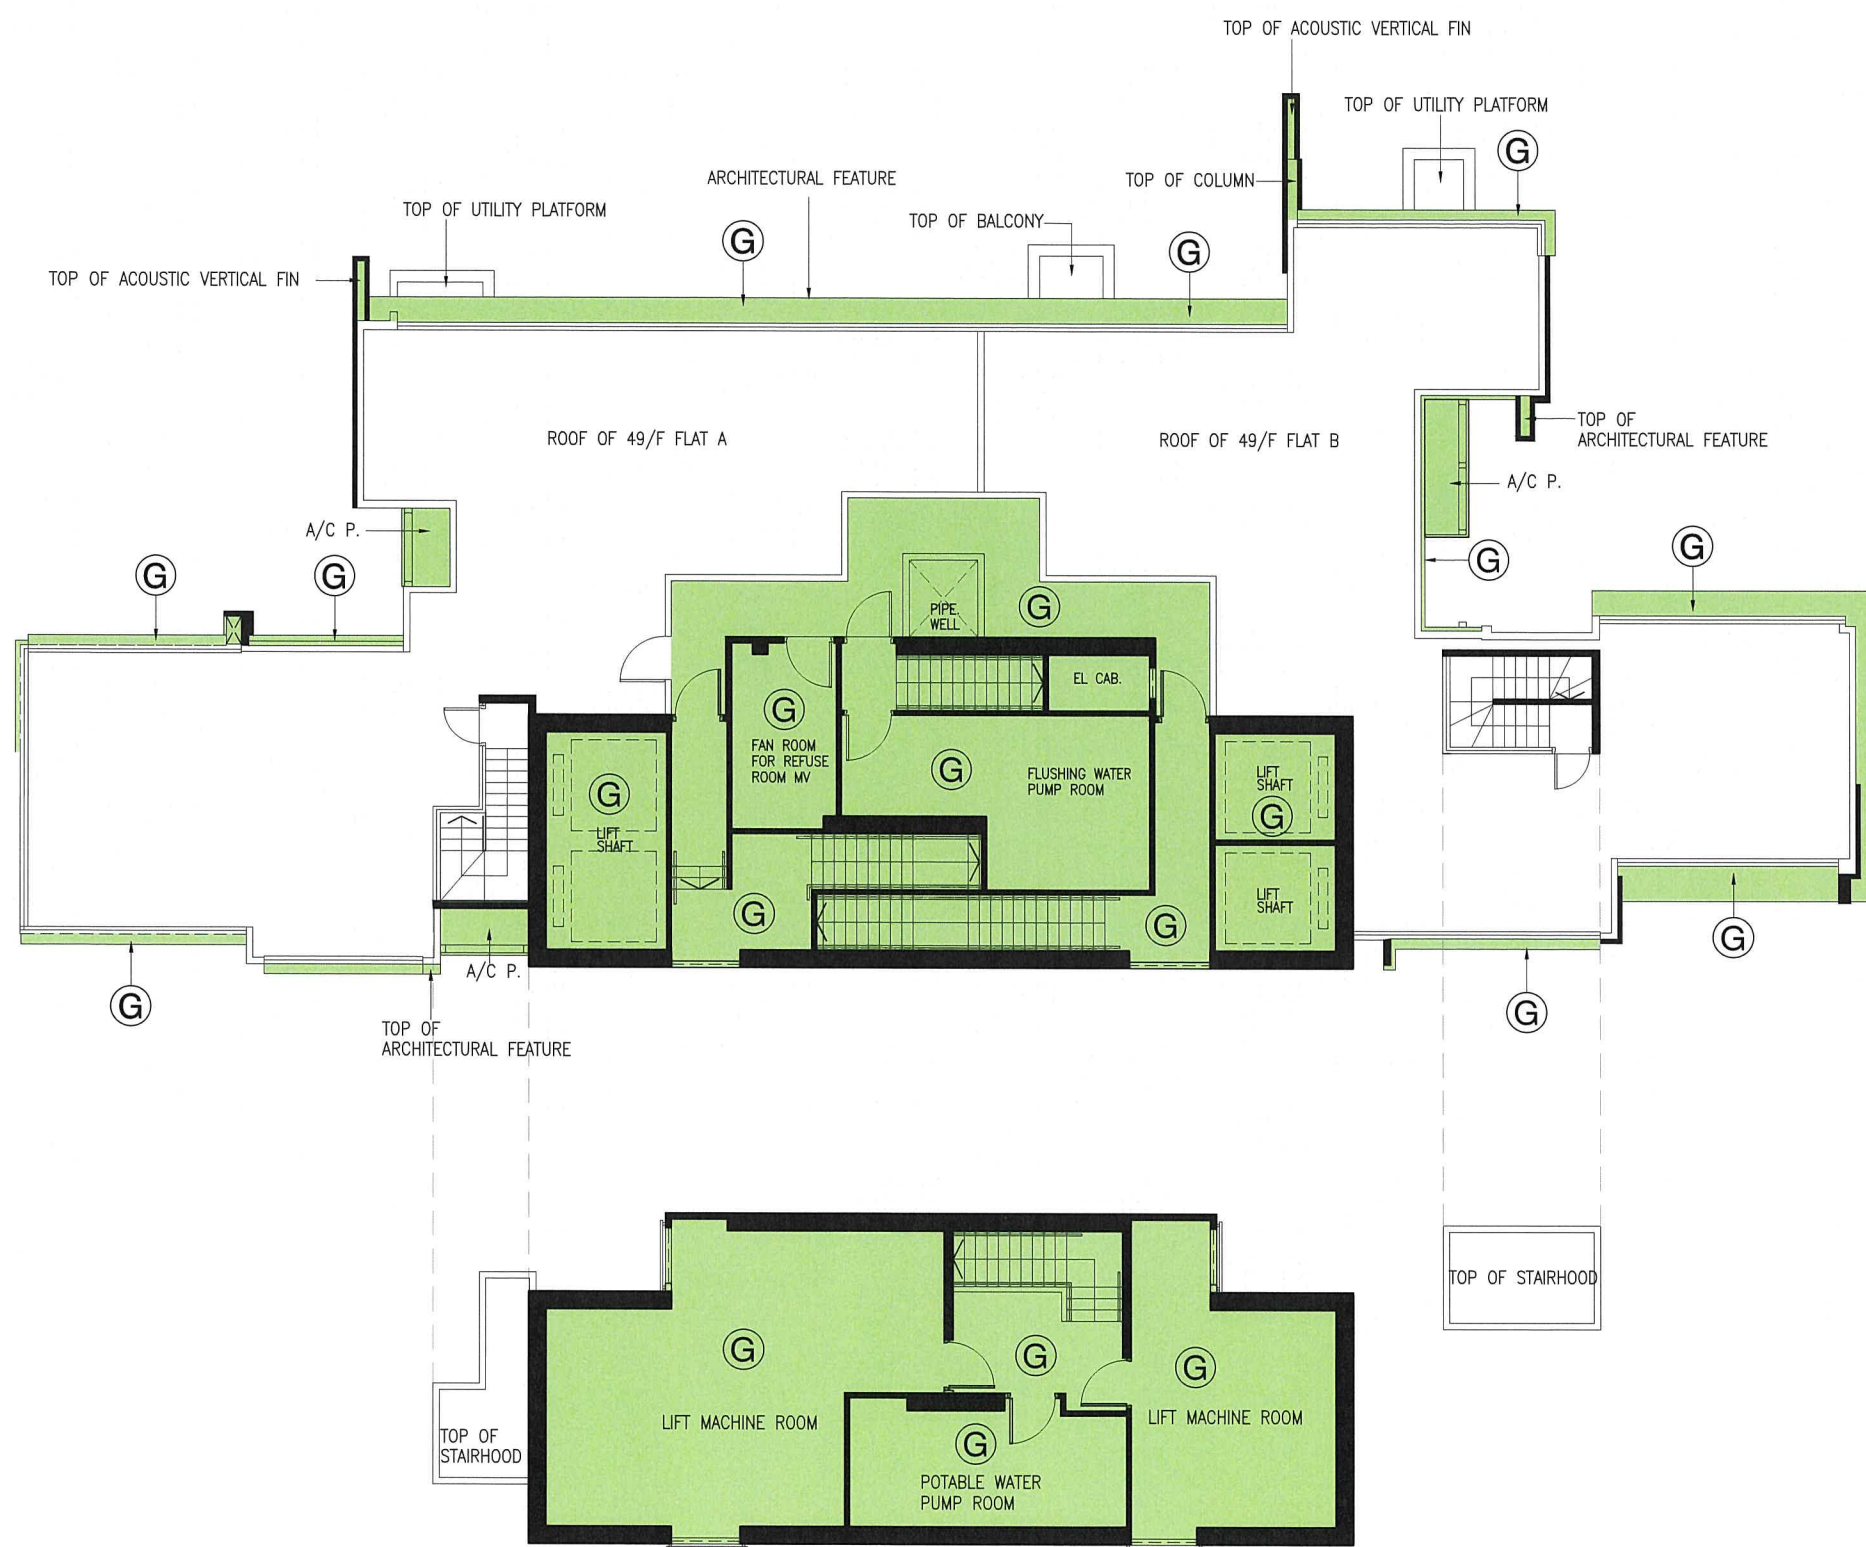 TOP OF ACOUSTIC VERTICAL FIN
TOP OF UTILITY PLATFORM
G
ARCHITECTURAL FEATURE
TOP OF COLUMN
TOP OF UTILITY PLATFORM
TOP OF BALCONY
G
G
TOP OF ACOUSTIC VERTICAL FIN
ROOF OF 49/F FLAT A
ROOF OF 49/F FLAT B
TOP OF
ARCHITECTURAL FEATURE
A/C P.
A/C P.
G
G
G
G
PIPE.
WELL
G
EL CAB.
G
FAN ROOM
FOR REFUSE
ROOM MV
G
FLUSHING WATER
PUMP ROOM
G
LIFT
SHAFT
LIFT
SHAFT
G
LIFT
SHAFT
G
G
G
G
G
A/C P.
G
TOP OF
ARCHITECTURAL FEATURE
TOP OF STAIRHOOD
G
G
G
LIFT MACHINE ROOM
LIFT MACHINE ROOM
TOP OF
STAIRHOOD
G
POTABLE WATER
PUMP ROOM